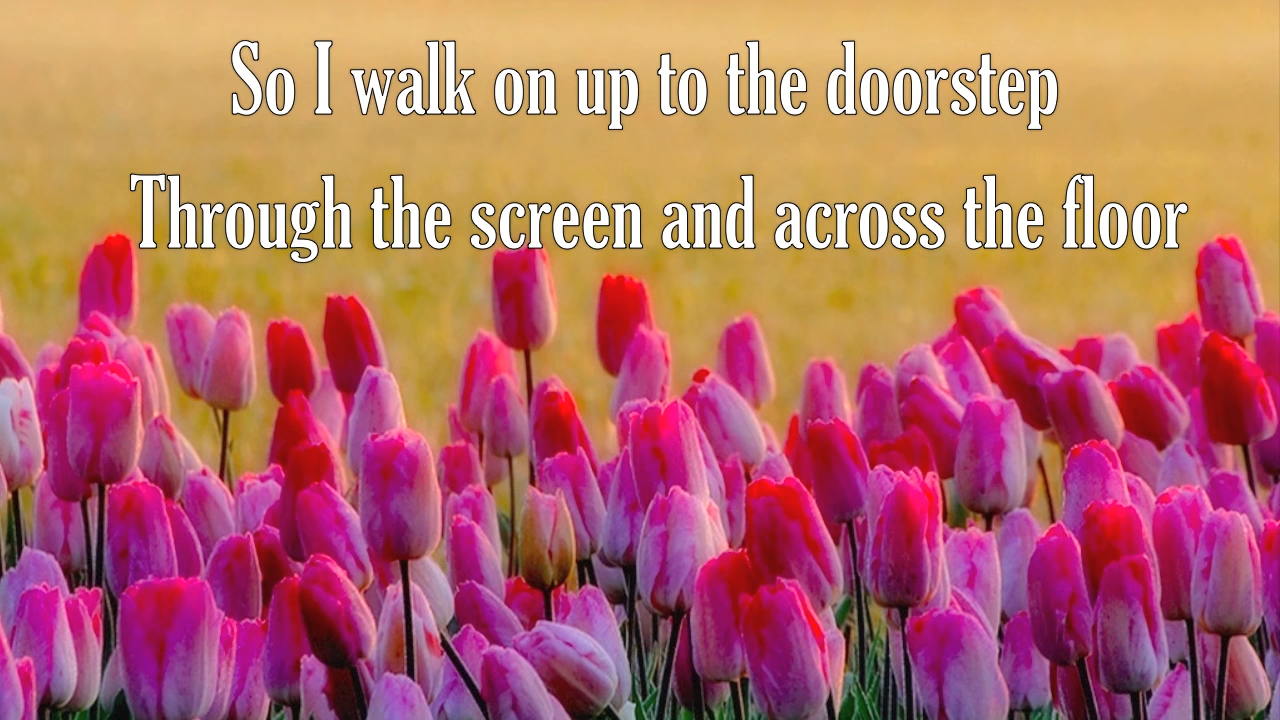 So I walk on up to the doorstep
Through the screen and across the floor